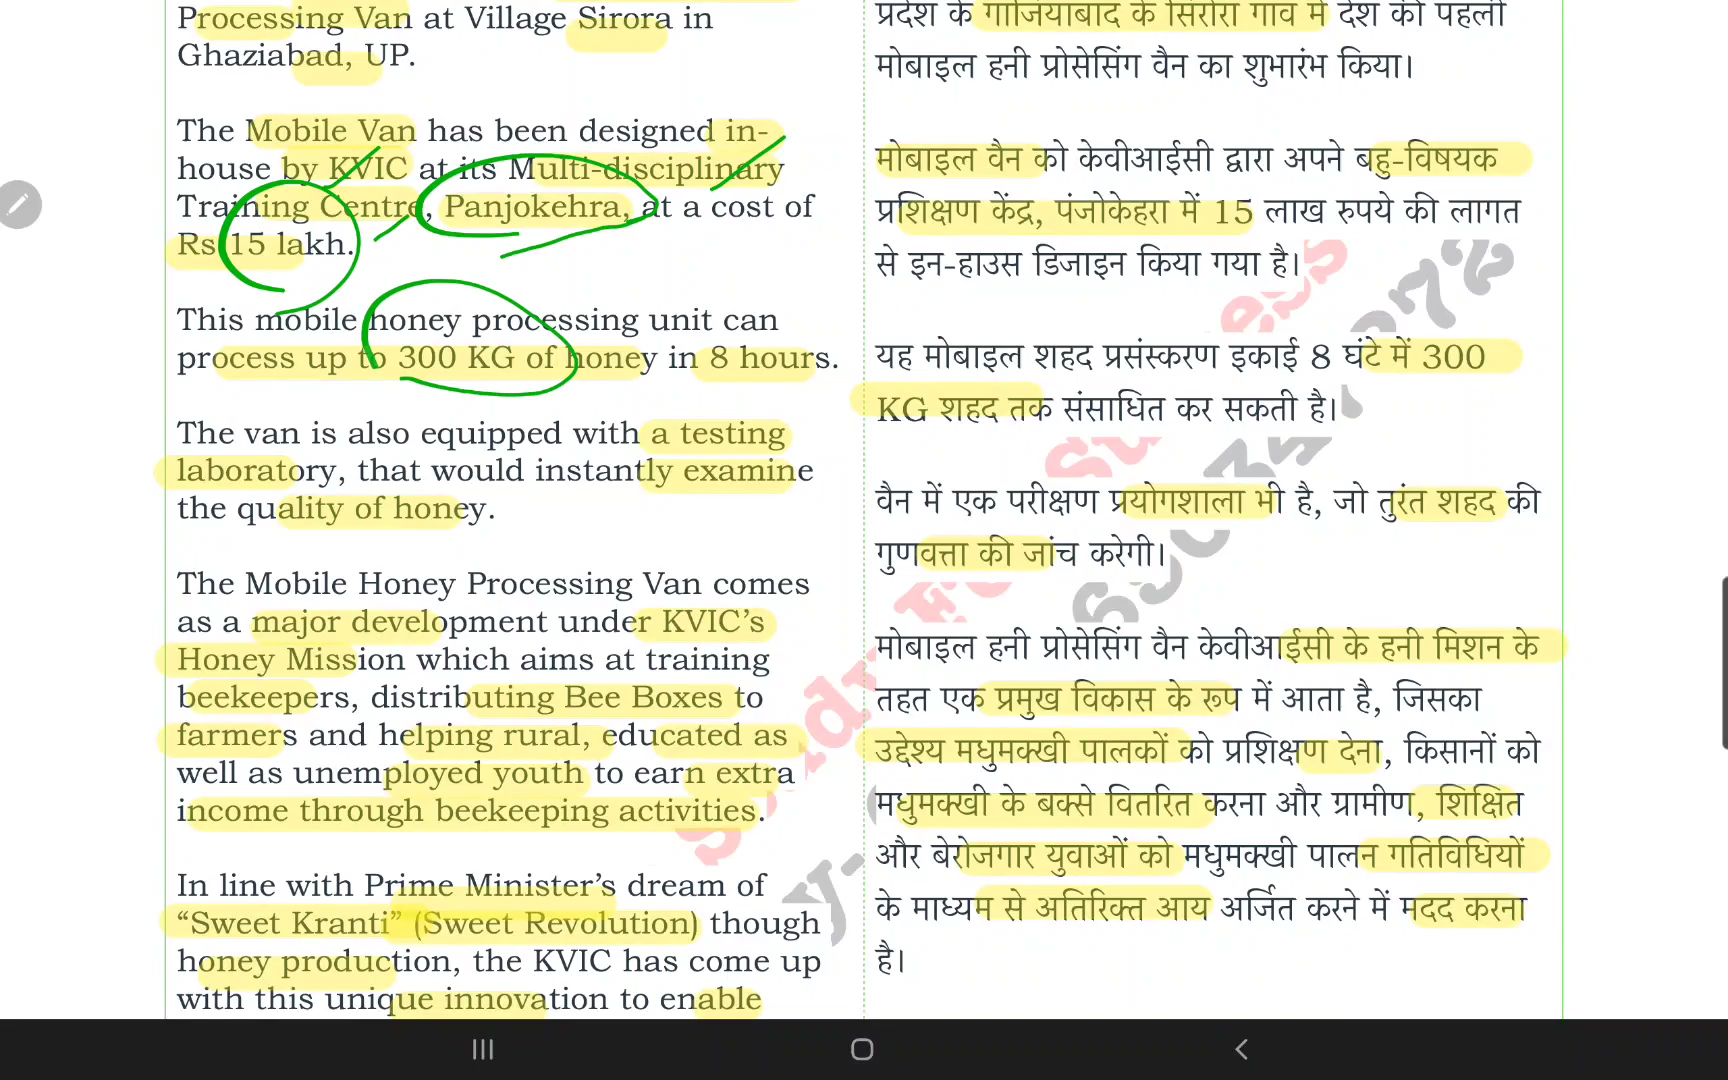 Processing Van at Village Sirora in
Ghaziabad, UP.
The Mobile Van has been designed in-
house by KVIC at its Multi-disciplinary
Training Centre, Panjokehra, at a cost of
Rs 15 lakh.
This mobile honey processing unit can
process up to 300 KG of honey in 8 hours.
The van is also equipped with a testing
laboratory, that would instantly examine
the quality of honey.
The Mobile Honey Processing Van comes
as a major development under KVIC’s
Honey Mission which aims at training
beekeepers, distributing Bee Boxes to
farmers and helping rural, educated as
well as unemployed youth to earn extra
income through beekeeping activities.
In line with Prime Minister’s dream of
“Sweet Kranti” (Sweet Revolution) though
honey production, the KVIC has come up
with this unique innovation to enable
प्रदेश के गाजियाबाद के सिरोरा गांव में देश की पहली
मोबाइल हनी प्रोसेसिंग वैन का शुभारंभ किया।
मोबाइल वैन को केवीआईसी द्वारा अपने बहु-विषयक
प्रशिक्षण केंद्र, पंजोकेहरा में 15 लाख रुपये की लागत
से इन-हाउस डिजाइन किया गया है।
यह मोबाइल शहद प्रसंस्करण इकाई 8 घंटे में 300
KG शहद तक संसाधित कर सकती है।
वैन में एक परीक्षण प्रयोगशाला भी है, जो तुरंत शहद की
गुणवत्ता की जांच करेगी।
मोबाइल हनी प्रोसेसिंग वैन केवीआईसी के हनी मिशन के
तहत एक प्रमुख विकास के रूप में आता है, जिसका
उद्देश्य मधुमक्खी पालकों को प्रशिक्षण देना, किसानों को
मधुमक्खी के बक्से वितरित करना और ग्रामीण, शिक्षित
और बेरोजगार युवाओं को मधुमक्खी पालन गतिविधियों
के माध्यम से अतिरिक्त आय अर्जित करने में मदद करना
है।